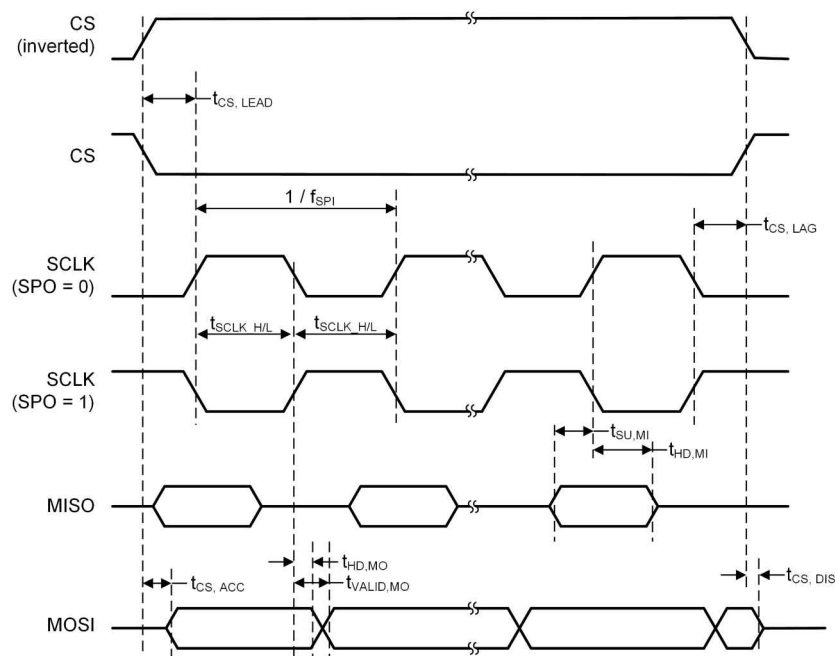 CS
(inverted)
tCS, LEAD
CS
1 / fSPI
tCS, LAG
SCLK
(SPO = 0)
tSCLK_H/L
tSCLK_H/L
SCLK
(SPO = 1)
tSU,MI
tHD,MI
MISO
tHD,MO
tVALID,MO
tCS, ACC
tCS, DIS
MOSI